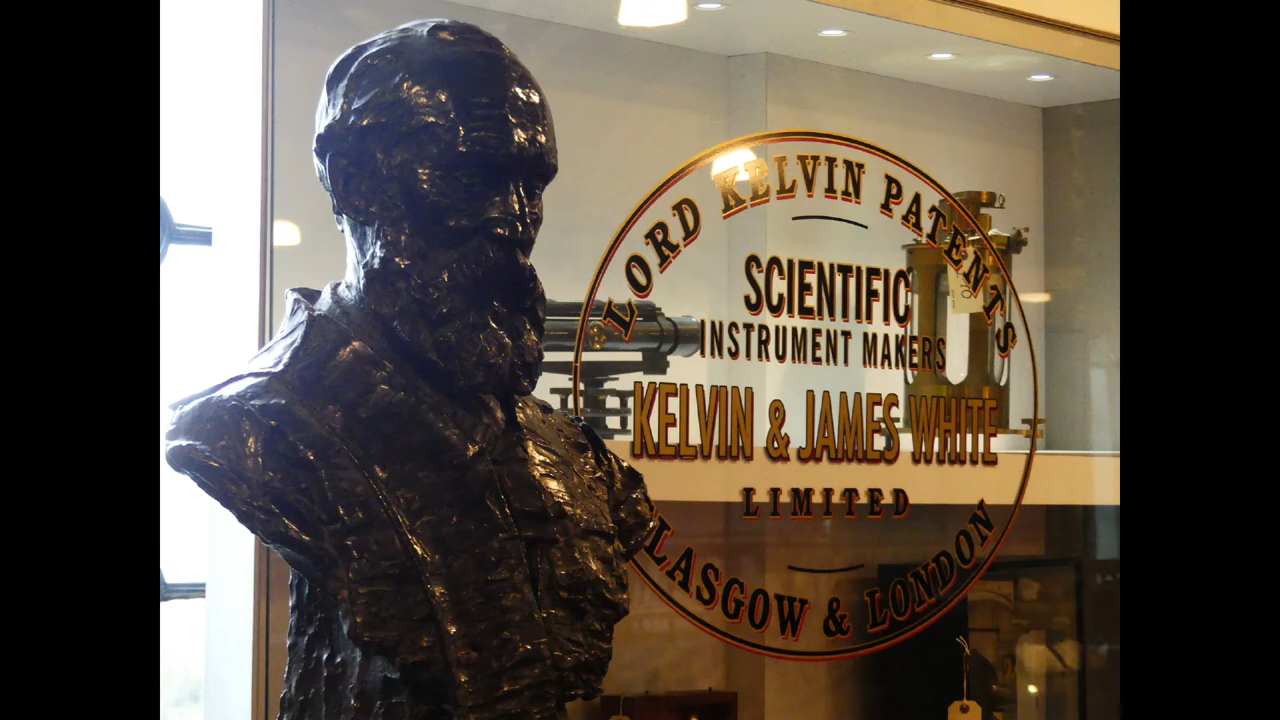 LORD KELVIN PATENTS
SCIENTIFIC
INSTRUMENT MAKERS
KELVIN & JAMES WHITE
LIMITED
GLASGOW & LONDON